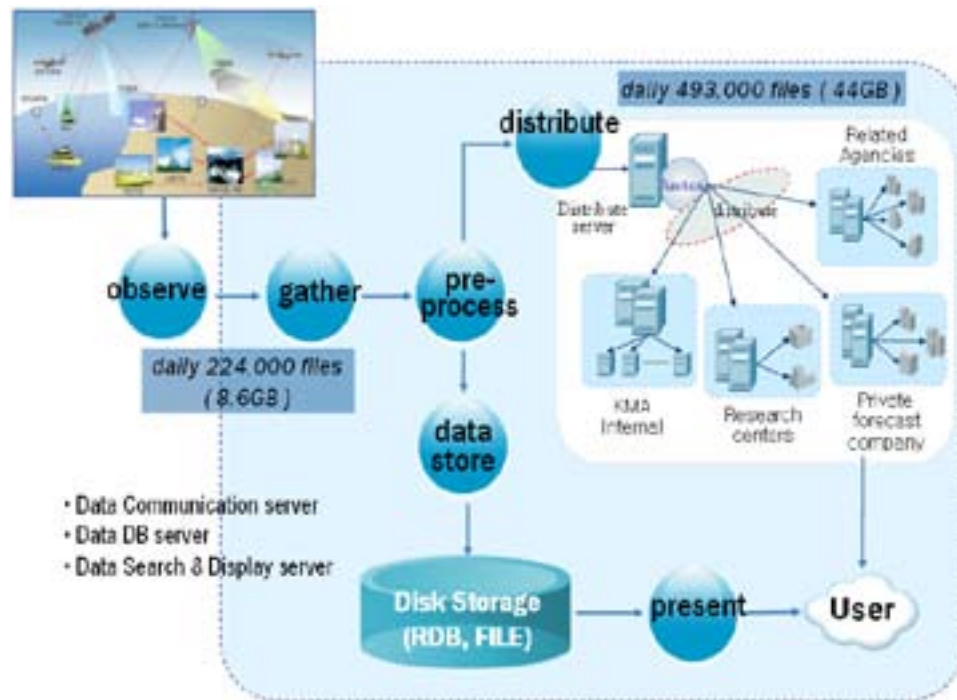 daily 493,000 files ( 44GB )
distribute
Related
Agencies
Distribute
server
distribute
observe
gather
pre-
process
daily 224,000 files
( 8.6GB )
KMA
Internal
Research
centers
Private
forecast
company
data
store
• Data Communication server
• Data DB server
• Data Search & Display server
Disk Storage
(RDB, FILE)
present
User